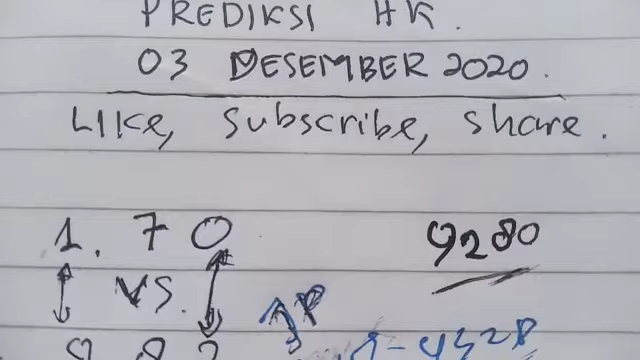 PREDIKSI HK.
03 DESEMBER 2020.
LIKe, Subscribe, Share.
1. 7 0 9280
VS.